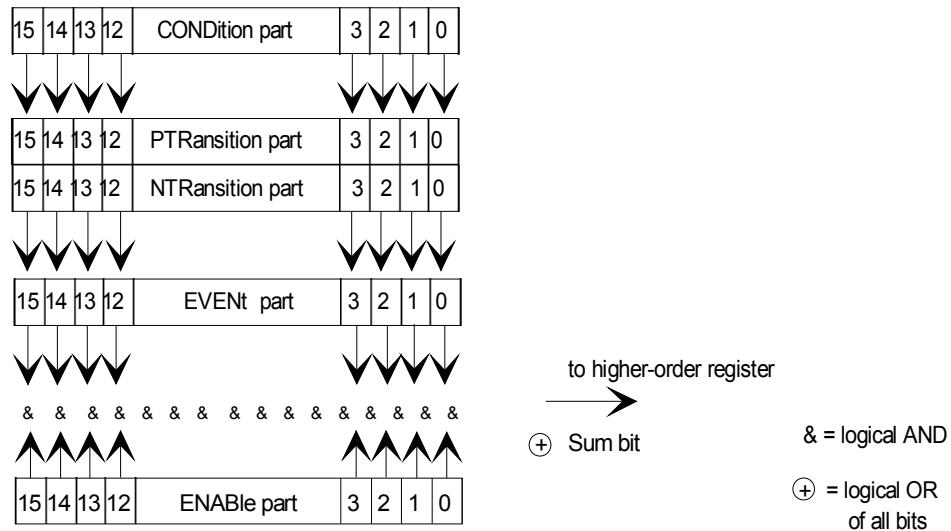 15 14 13 12 CONDition part 3 2 1 0
15 14 13 12 PTRansition part 3 2 1 0
15 14 13 12 NTRansition part 3 2 1 0
15 14 13 12 EVENt part 3 2 1 0
to higher-order register
& & & & & & & & & & & & & & & &
+ Sum bit
& = logical AND
15 14 13 12 ENABle part 3 2 1 0
+ = logical OR
of all bits